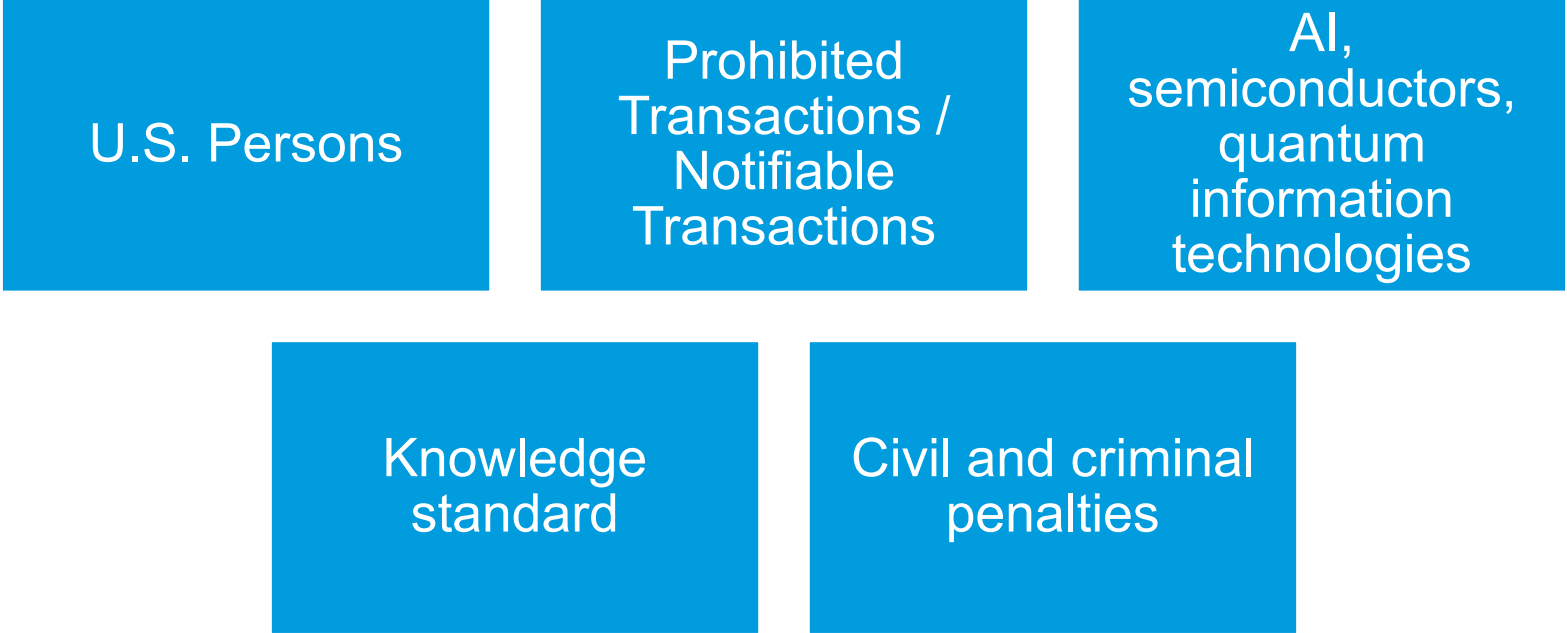 U.S. Persons
Prohibited
Transactions /
Notifiable
Transactions
AI,
semiconductors,
quantum
information
technologies
Knowledge
standard
Civil and criminal
penalties